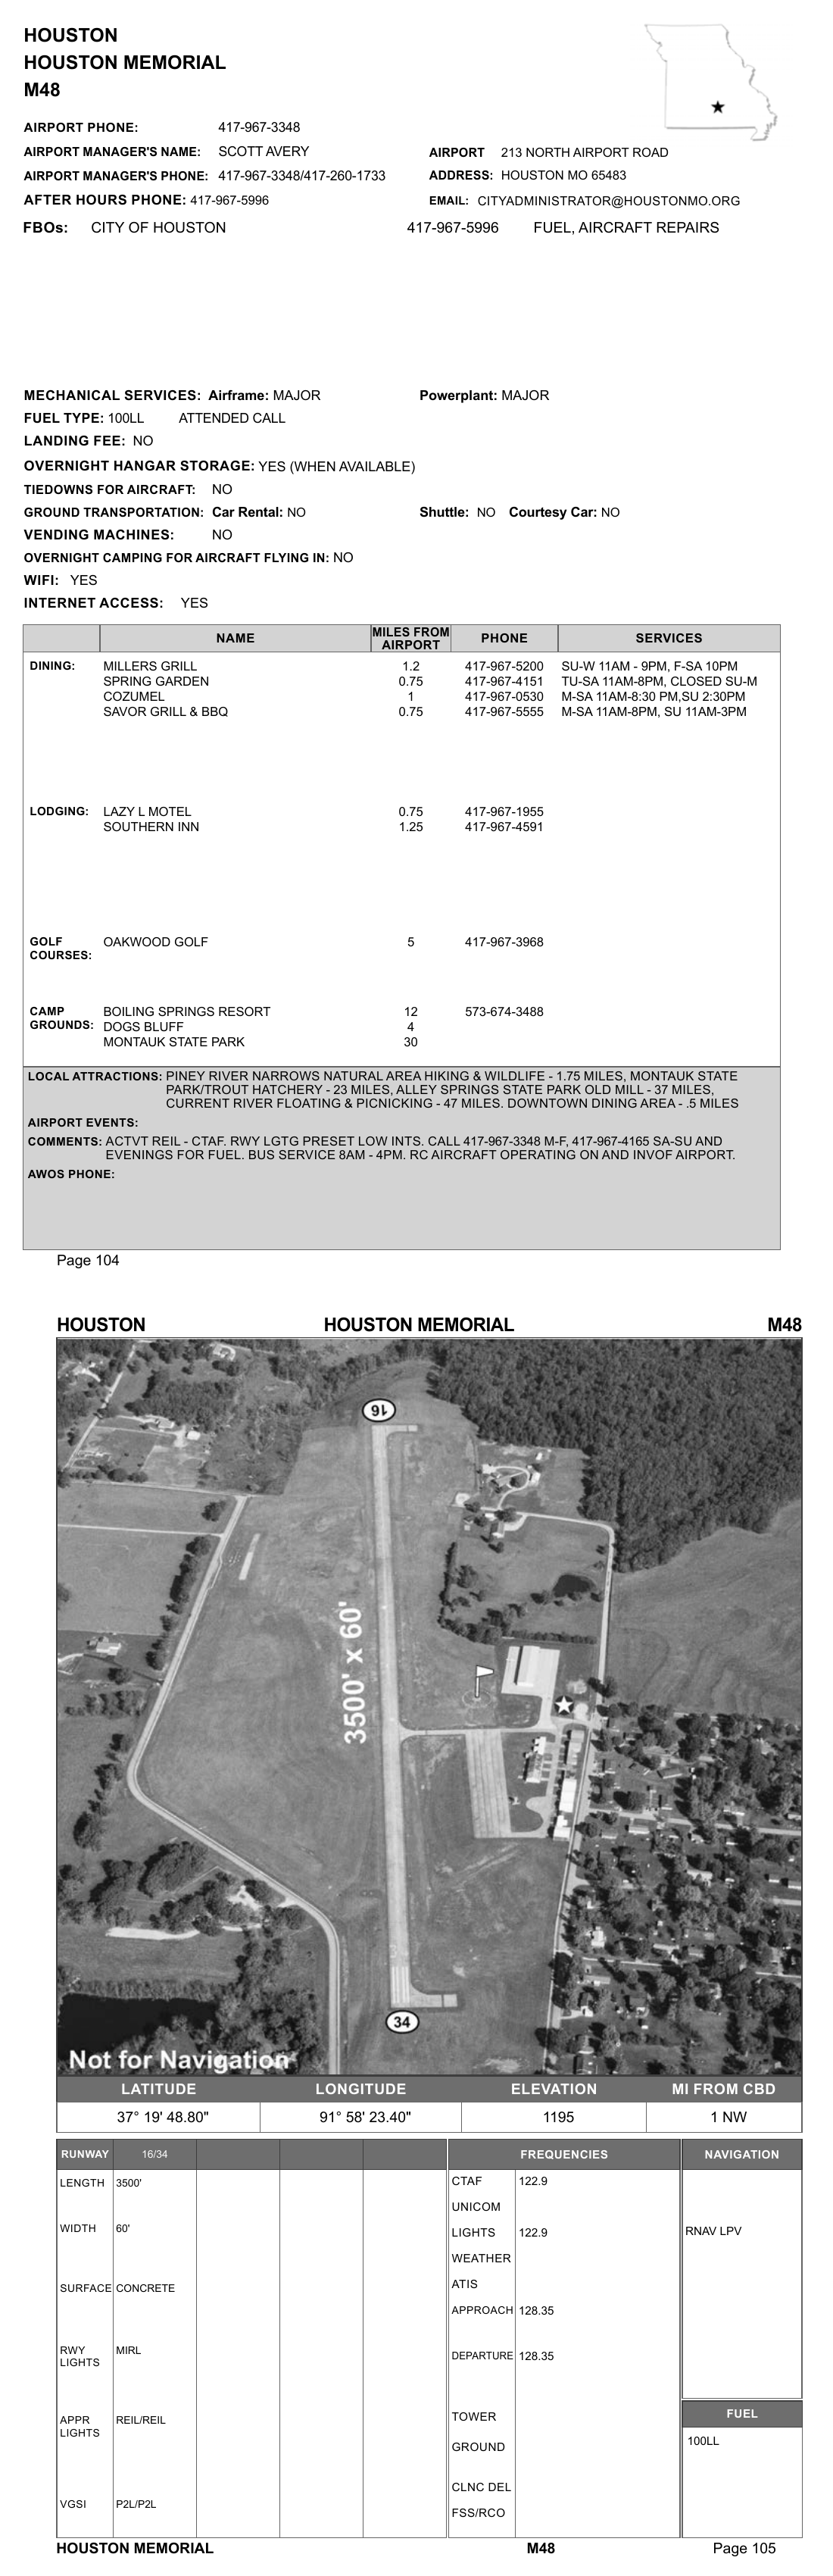 HOUSTON
HOUSTON MEMORIAL
M48
AIRPORT PHONE: 417-967-3348
AIRPORT MANAGER'S NAME: SCOTT AVERY
AIRPORT 213 NORTH AIRPORT ROAD
AIRPORT MANAGER'S PHONE: 417-967-3348/417-260-1733
ADDRESS: HOUSTON MO 65483
AFTER HOURS PHONE: 417-967-5996
EMAIL: CITYADMINISTRATOR@HOUSTONMO.ORG
FBOs: CITY OF HOUSTON 417-967-5996 FUEL, AIRCRAFT REPAIRS
MECHANICAL SERVICES: Airframe: MAJOR Powerplant: MAJOR
FUEL TYPE: 100LL ATTENDED CALL
LANDING FEE: NO
OVERNIGHT HANGAR STORAGE: YES (WHEN AVAILABLE)
TIEDOWNS FOR AIRCRAFT: NO
GROUND TRANSPORTATION: Car Rental: NO Shuttle: NO Courtesy Car: NO
VENDING MACHINES: NO
OVERNIGHT CAMPING FOR AIRCRAFT FLYING IN: NO
WIFI: YES
INTERNET ACCESS: YES
NAME MILES FROM AIRPORT PHONE SERVICES
DINING: MILLERS GRILL 1.2 417-967-5200 SU-W 11AM - 9PM, F-SA 10PM
SPRING GARDEN 0.75 417-967-4151 TU-SA 11AM-8PM, CLOSED SU-M
COZUMEL 1 417-967-0530 M-SA 11AM-8:30 PM,SU 2:30PM
SAVOR GRILL & BBQ 0.75 417-967-5555 M-SA 11AM-8PM, SU 11AM-3PM
LODGING: LAZY L MOTEL 0.75 417-967-1955
SOUTHERN INN 1.25 417-967-4591
GOLF COURSES: OAKWOOD GOLF 5 417-967-3968
CAMP GROUNDS: BOILING SPRINGS RESORT 12 573-674-3488
DOGS BLUFF 4
MONTAUK STATE PARK 30
LOCAL ATTRACTIONS: PINEY RIVER NARROWS NATURAL AREA HIKING & WILDLIFE - 1.75 MILES, MONTAUK STATE
PARK/TROUT HATCHERY - 23 MILES, ALLEY SPRINGS STATE PARK OLD MILL - 37 MILES,
CURRENT RIVER FLOATING & PICNICKING - 47 MILES. DOWNTOWN DINING AREA - .5 MILES
AIRPORT EVENTS:
COMMENTS: ACTVT REIL - CTAF. RWY LGTG PRESET LOW INTS. CALL 417-967-3348 M-F, 417-967-4165 SA-SU AND
EVENINGS FOR FUEL. BUS SERVICE 8AM - 4PM. RC AIRCRAFT OPERATING ON AND INVOF AIRPORT.
AWOS PHONE:
Page 104
HOUSTON HOUSTON MEMORIAL M48
16
3500' x 60'
34
Not for Navigation
LATITUDE LONGITUDE ELEVATION MI FROM CBD
37° 19' 48.80" 91° 58' 23.40" 1195 1 NW
RUNWAY 16/34
LENGTH 3500'
WIDTH 60'
SURFACE CONCRETE
RWY LIGHTS MIRL
APPR LIGHTS REIL/REIL
VGSI P2L/P2L
FREQUENCIES
CTAF 122.9
UNICOM
LIGHTS 122.9
WEATHER
ATIS
APPROACH 128.35
DEPARTURE 128.35
TOWER
GROUND
CLNC DEL
FSS/RCO
NAVIGATION
RNAV LPV
FUEL
100LL
HOUSTON MEMORIAL M48 Page 105